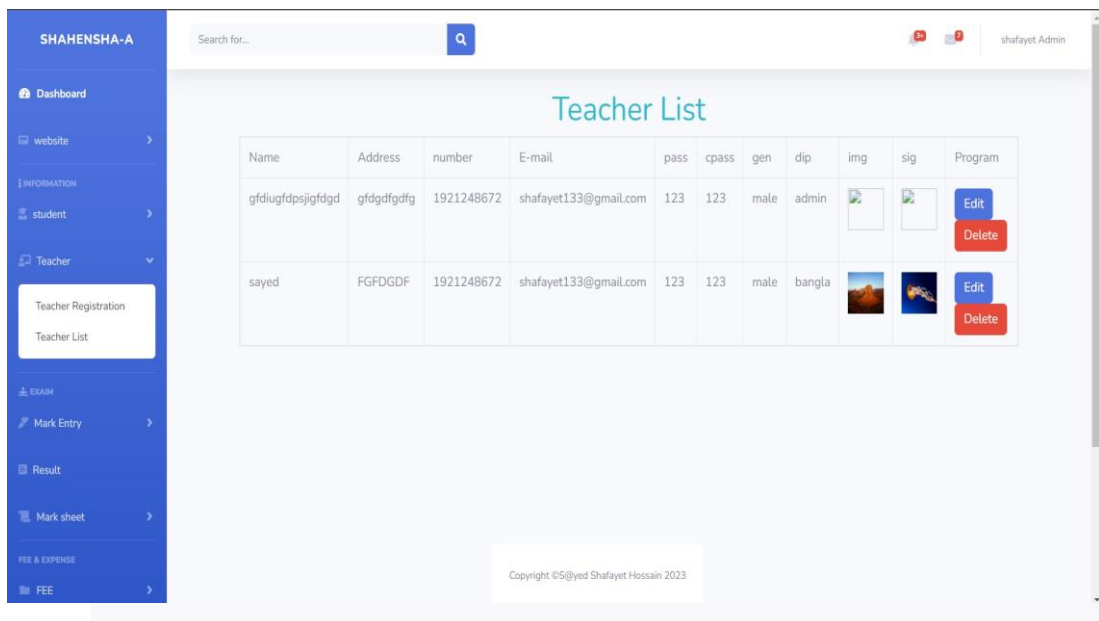 SHAHENSHA-A
Search for...
3+
7
shafayet Admin
Dashboard
website
INFORMATION
student
Teacher
Teacher Registration
Teacher List
EXAIM
Mark Entry
Result
Mark sheet
FEE & EXPENSE
FEE
Teacher List
Name Address number E-mail pass cpass gen dip img sig Program
gfdiugfdpsjigfdgd gfdgdfgdfg 1921248672 shafayet133@gmail.com 123 123 male admin Edit
Delete
sayed FGFDGDF 1921248672 shafayet133@gmail.com 123 123 male bangla Edit
Delete
Copyright ©S@yed Shafayet Hossain 2023